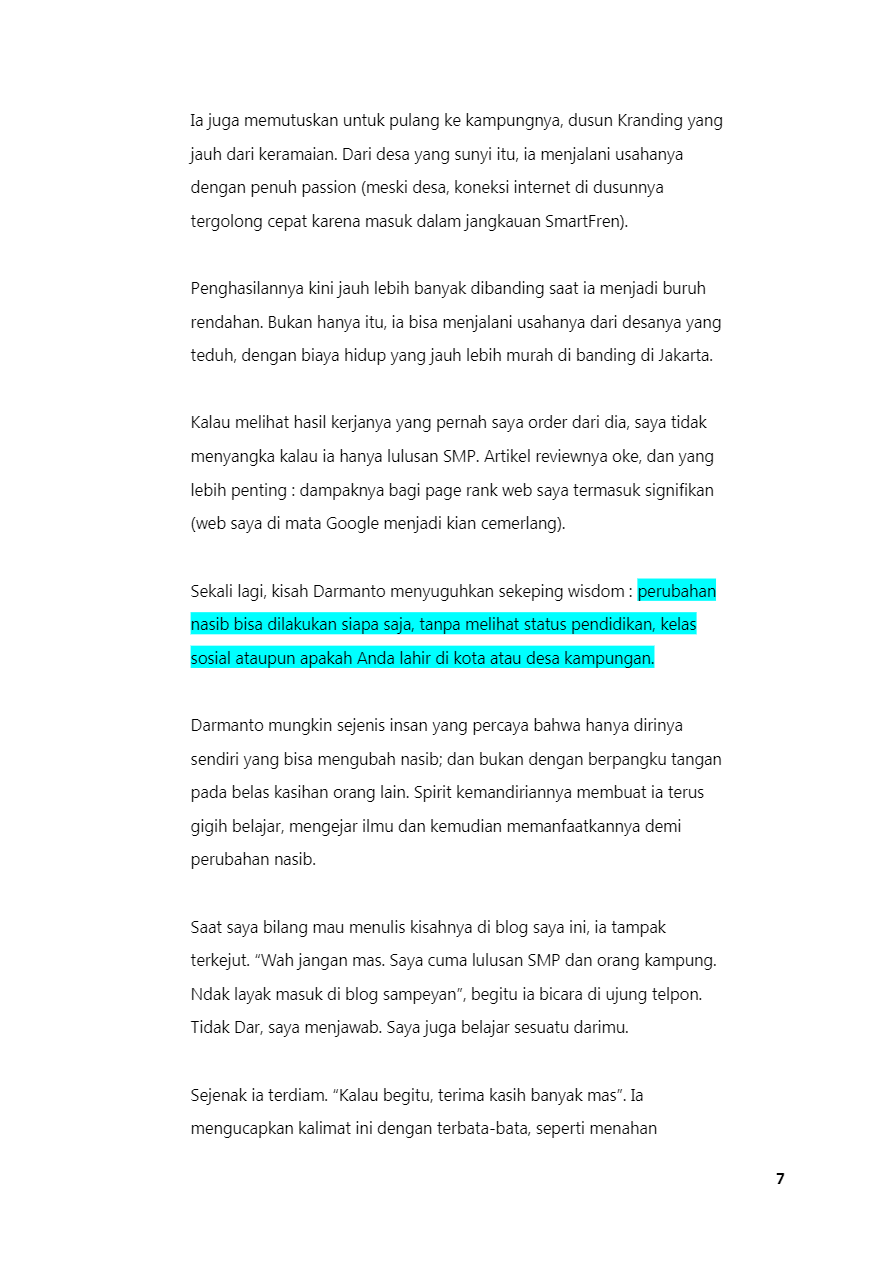 Ia juga memutuskan untuk pulang ke kampungnya, dusun Kranding yang
jauh dari keramaian. Dari desa yang sunyi itu, ia menjalani usahanya
dengan penuh passion (meski desa, koneksi internet di dusunnya
tergolong cepat karena masuk dalam jangkauan SmartFren).
Penghasilannya kini jauh lebih banyak dibanding saat ia menjadi buruh
rendahan. Bukan hanya itu, ia bisa menjalani usahanya dari desanya yang
teduh, dengan biaya hidup yang jauh lebih murah di banding di Jakarta.
Kalau melihat hasil kerjanya yang pernah saya order dari dia, saya tidak
menyangka kalau ia hanya lulusan SMP. Artikel reviewnya oke, dan yang
lebih penting : dampaknya bagi page rank web saya termasuk signifikan
(web saya di mata Google menjadi kian cemerlang).
Sekali lagi, kisah Darmanto menyuguhkan sekeping wisdom : perubahan
nasib bisa dilakukan siapa saja, tanpa melihat status pendidikan, kelas
sosial ataupun apakah Anda lahir di kota atau desa kampungan.
Darmanto mungkin sejenis insan yang percaya bahwa hanya dirinya
sendiri yang bisa mengubah nasib; dan bukan dengan berpangku tangan
pada belas kasihan orang lain. Spirit kemandiriannya membuat ia terus
gigih belajar, mengejar ilmu dan kemudian memanfaatkannya demi
perubahan nasib.
Saat saya bilang mau menulis kisahnya di blog saya ini, ia tampak
terkejut. “Wah jangan mas. Saya cuma lulusan SMP dan orang kampung.
Ndak layak masuk di blog sampeyan”, begitu ia bicara di ujung telpon.
Tidak Dar, saya menjawab. Saya juga belajar sesuatu darimu.
Sejenak ia terdiam. “Kalau begitu, terima kasih banyak mas”. Ia
mengucapkan kalimat ini dengan terbata-bata, seperti menahan
7